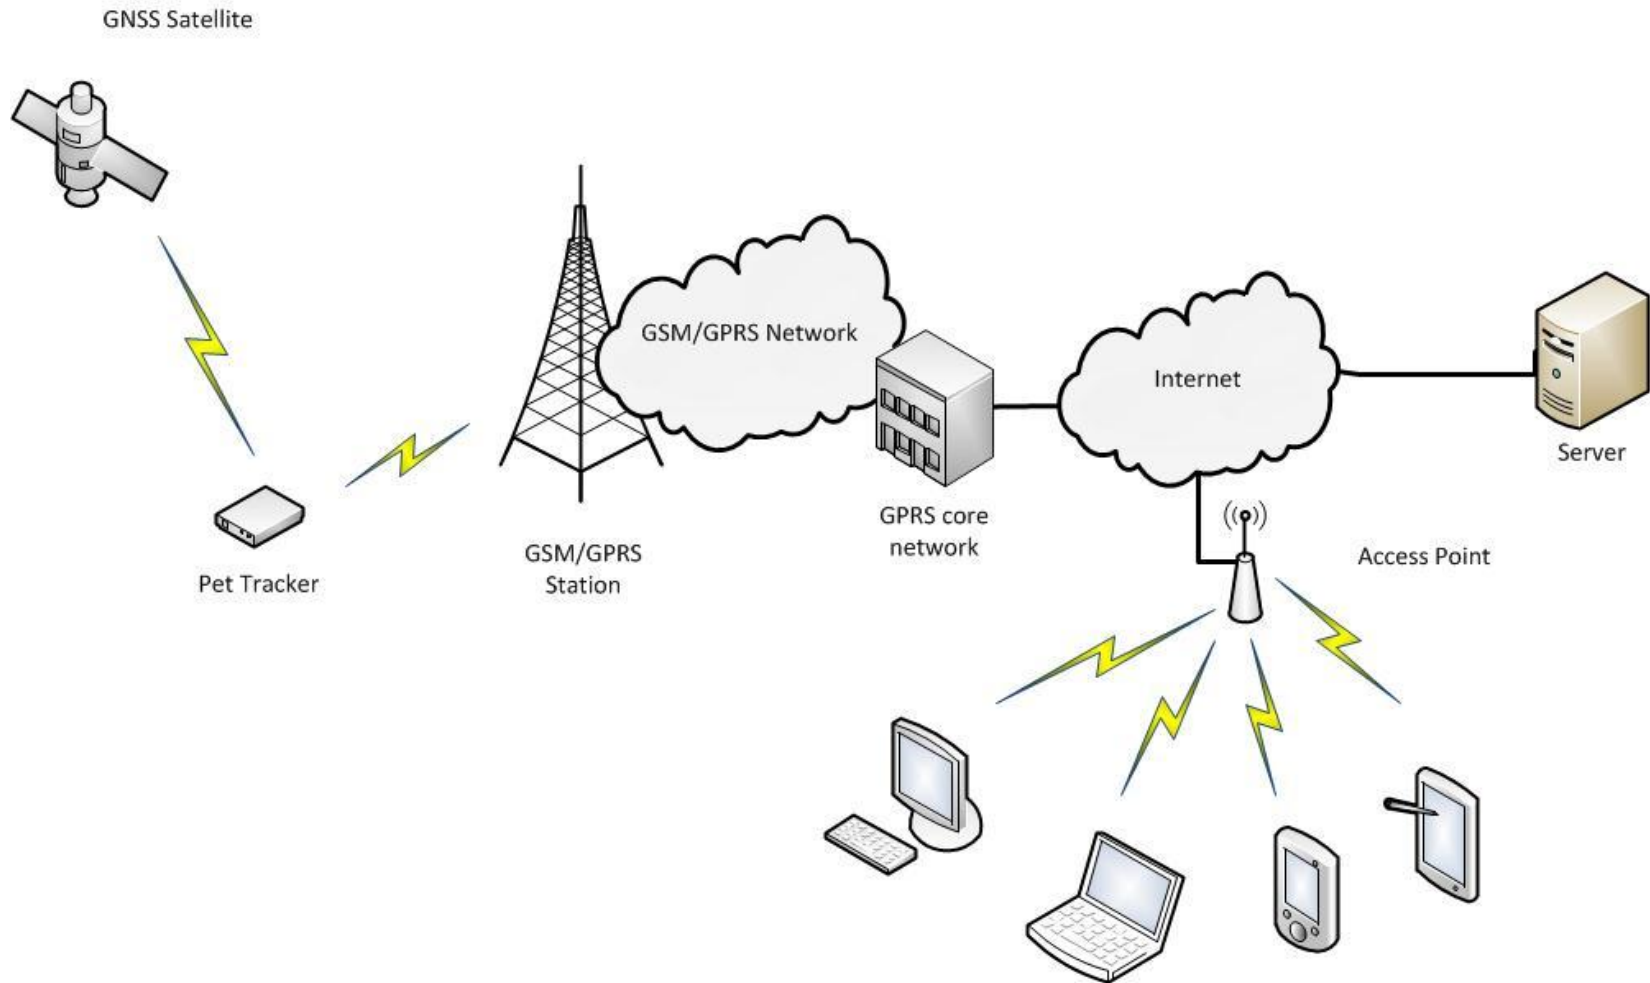 GNSS Satellite
GSM/GPRS Network
Internet
Server
GPRS core
network
Access Point
GSM/GPRS
Station
Pet Tracker